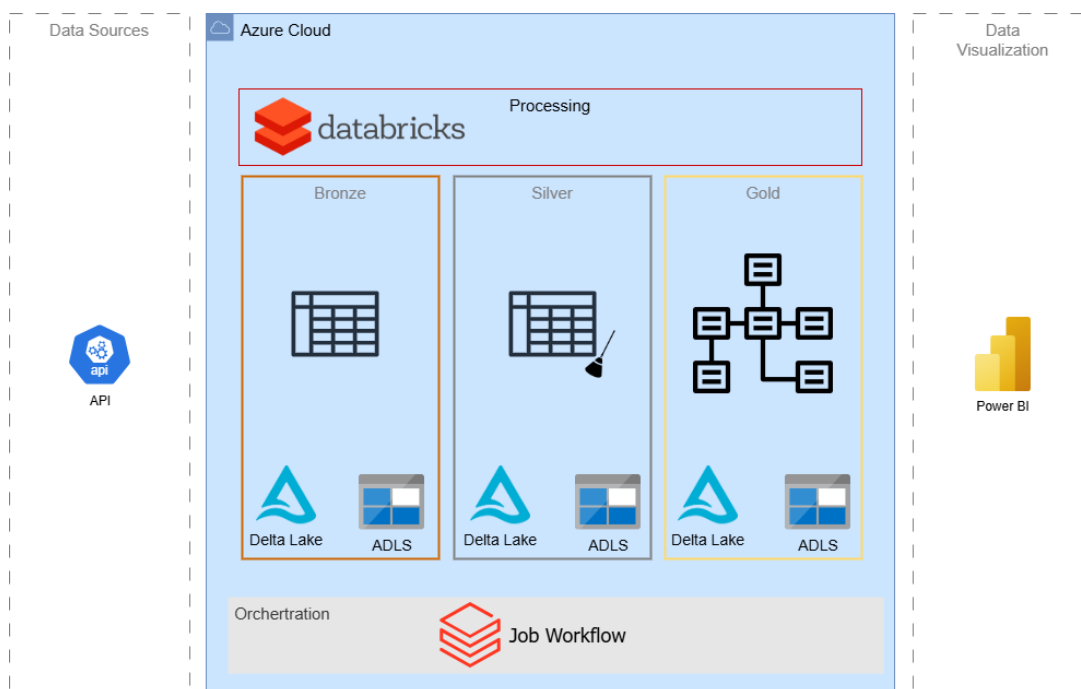 Data Sources
Azure Cloud
Data
Visualization
Processing
databricks
Bronze
Silver
Gold
api
API
Power BI
Delta Lake
ADLS
Delta Lake
ADLS
Delta Lake
ADLS
Orchertration
Job Workflow